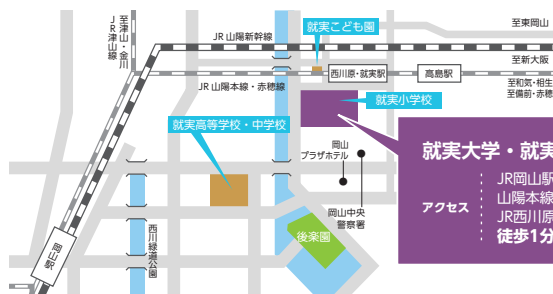 至津山・金川
JR津山線
JR 山陽新幹線
就実こども園
至東岡山
西川原・就実駅
高島駅
至新大阪
JR 山陽本線・赤穂線
至和気・相生
至備前・赤穂
就実小学校
就実高等学校・中学校
岡山
プラザホテル
岡山中央
警察署
就実大学・就実
アクセス
JR岡山駅
山陽本線
JR西川原
徒歩1分
岡山駅
西川緑道公園
後楽園